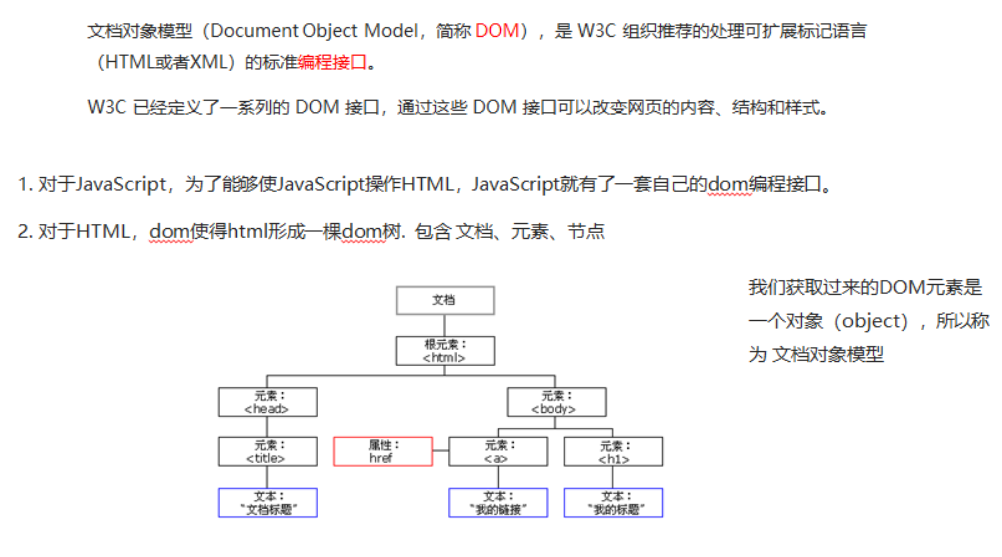 文档对象模型（Document Object Model，简称 DOM），是 W3C 组织推荐的处理可扩展标记语言
（HTML或者XML）的标准编程接口。
W3C 已经定义了一系列的 DOM 接口，通过这些 DOM 接口可以改变网页的内容、结构和样式。
1. 对于JavaScript，为了能够使JavaScript操作HTML，JavaScript就有了一套自己的dom编程接口。
2. 对于HTML，dom使得html形成一棵dom树. 包含 文档、元素、节点
我们获取过来的DOM元素是
一个对象（object），所以称
为 文档对象模型
文档
根元素：
<html>
元素：
<head>
元素：
<body>
元素：
<title>
属性：
href
元素：
<a>
元素：
<h1>
文本：
“文档标题”
文本：
“我的链接”
文本：
“我的标题”